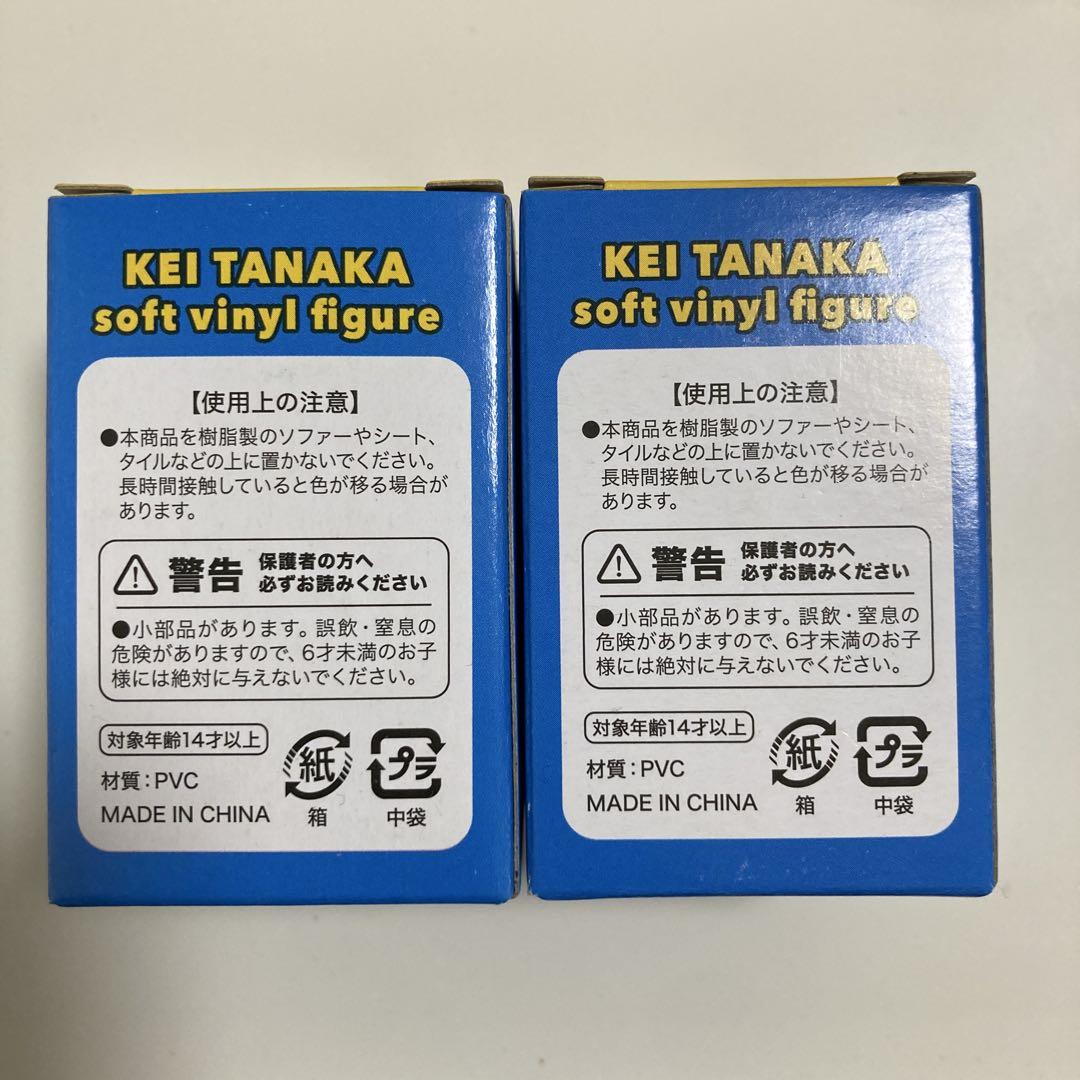 KEI TANAKA
soft vinyl figure
【使用上の注意】
●本商品を樹脂製のソファーやシート、
タイルなどの上に置かないでください。
長時間接触していると色が移る場合が
あります。
警告
保護者の方へ
必ずお読みください
●小部品があります。誤飲・窒息の
危険がありますので、6才未満のお子
様には絶対に与えないでください。
対象年齢14才以上
材質:PVC
MADE IN CHINA
紙
箱
プラ
中袋
KEI TANAKA
soft vinyl figure
【使用上の注意】
●本商品を樹脂製のソファーやシート、
タイルなどの上に置かないでください。
長時間接触していると色が移る場合が
あります。
警告
保護者の方へ
必ずお読みください
●小部品があります。誤飲・窒息の
危険がありますので、6才未満のお子
様には絶対に与えないでください。
対象年齢14才以上
材質:PVC
MADE IN CHINA
紙
箱
プラ
中袋